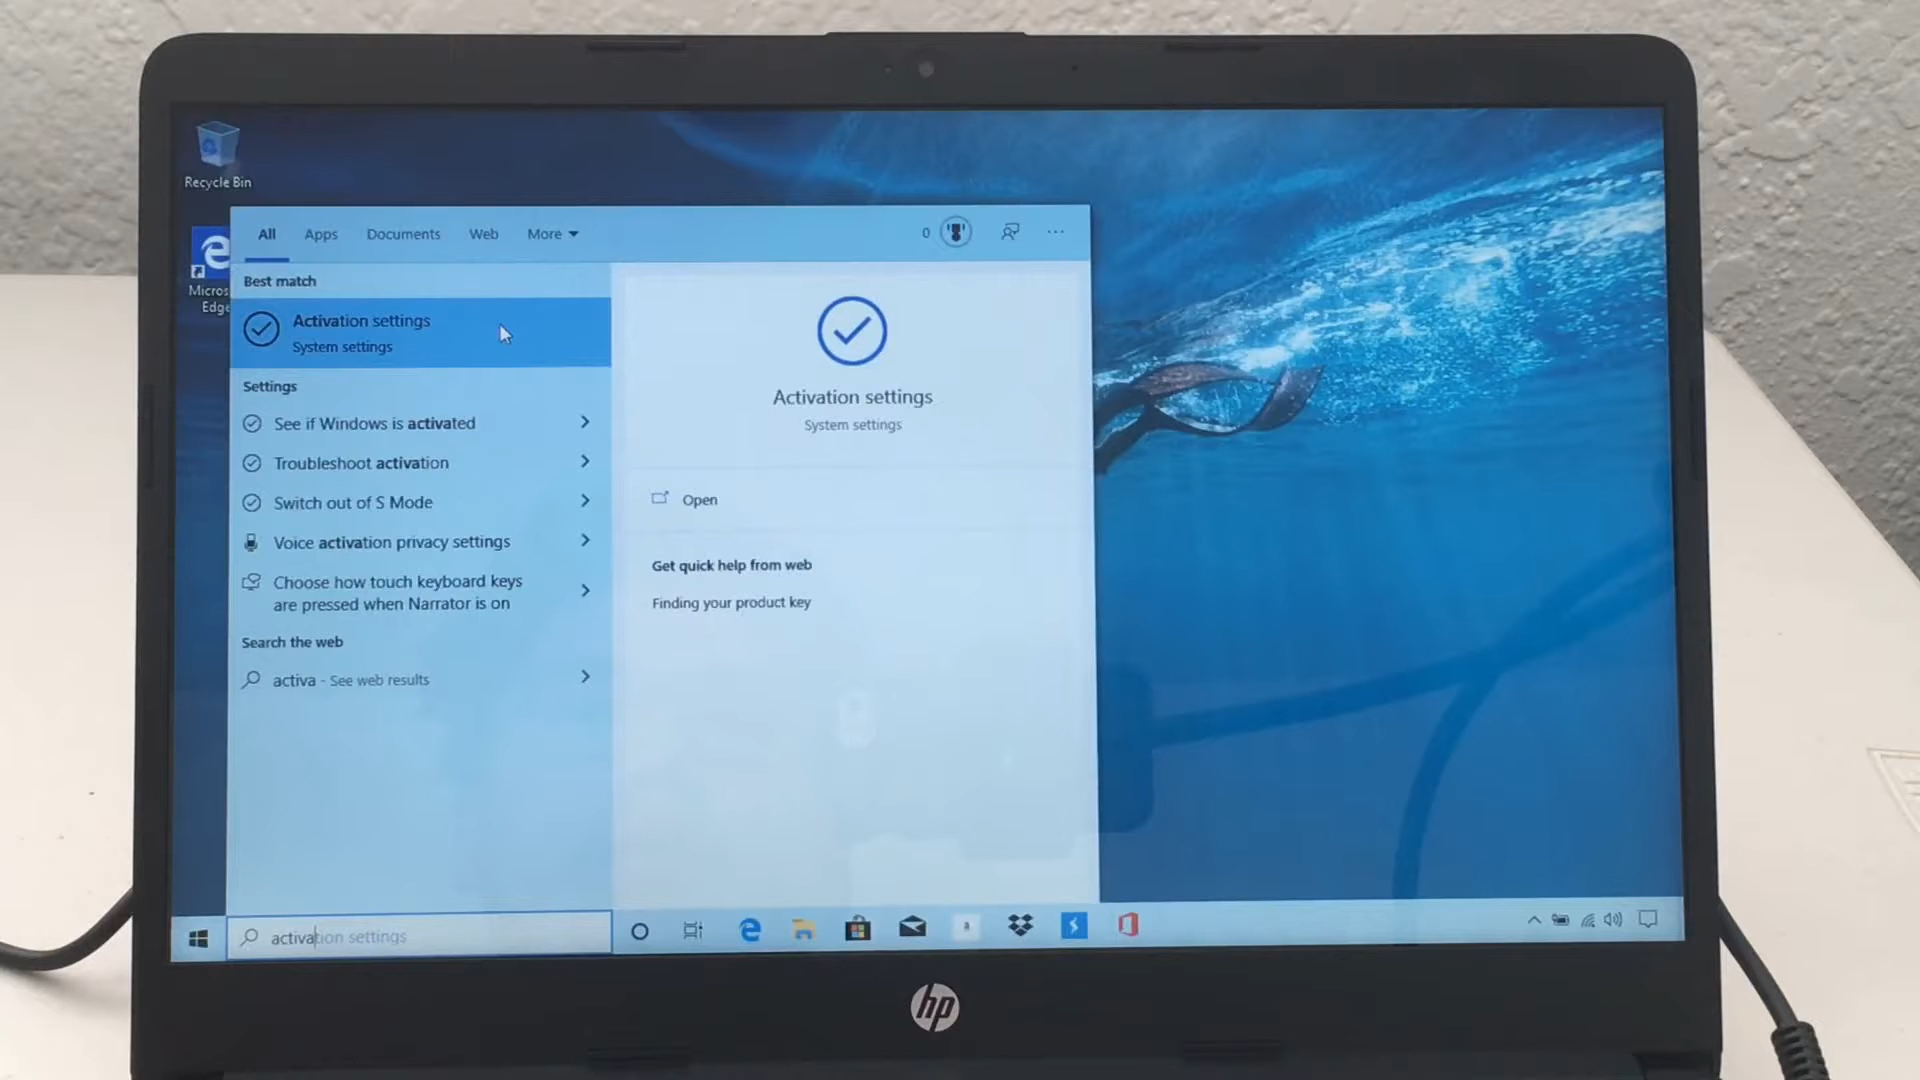 Recycle Bin
Micros
Edge
All
Apps
Documents
Web
More
0
Best match
Activation settings
System settings
Settings
See if Windows is activated
Troubleshoot activation
Switch out of S Mode
Voice activation privacy settings
Choose how touch keyboard keys
are pressed when Narrator is on
Search the web
activa - See web results
Activation settings
System settings
Open
Get quick help from web
Finding your product key
activation settings
a
hp